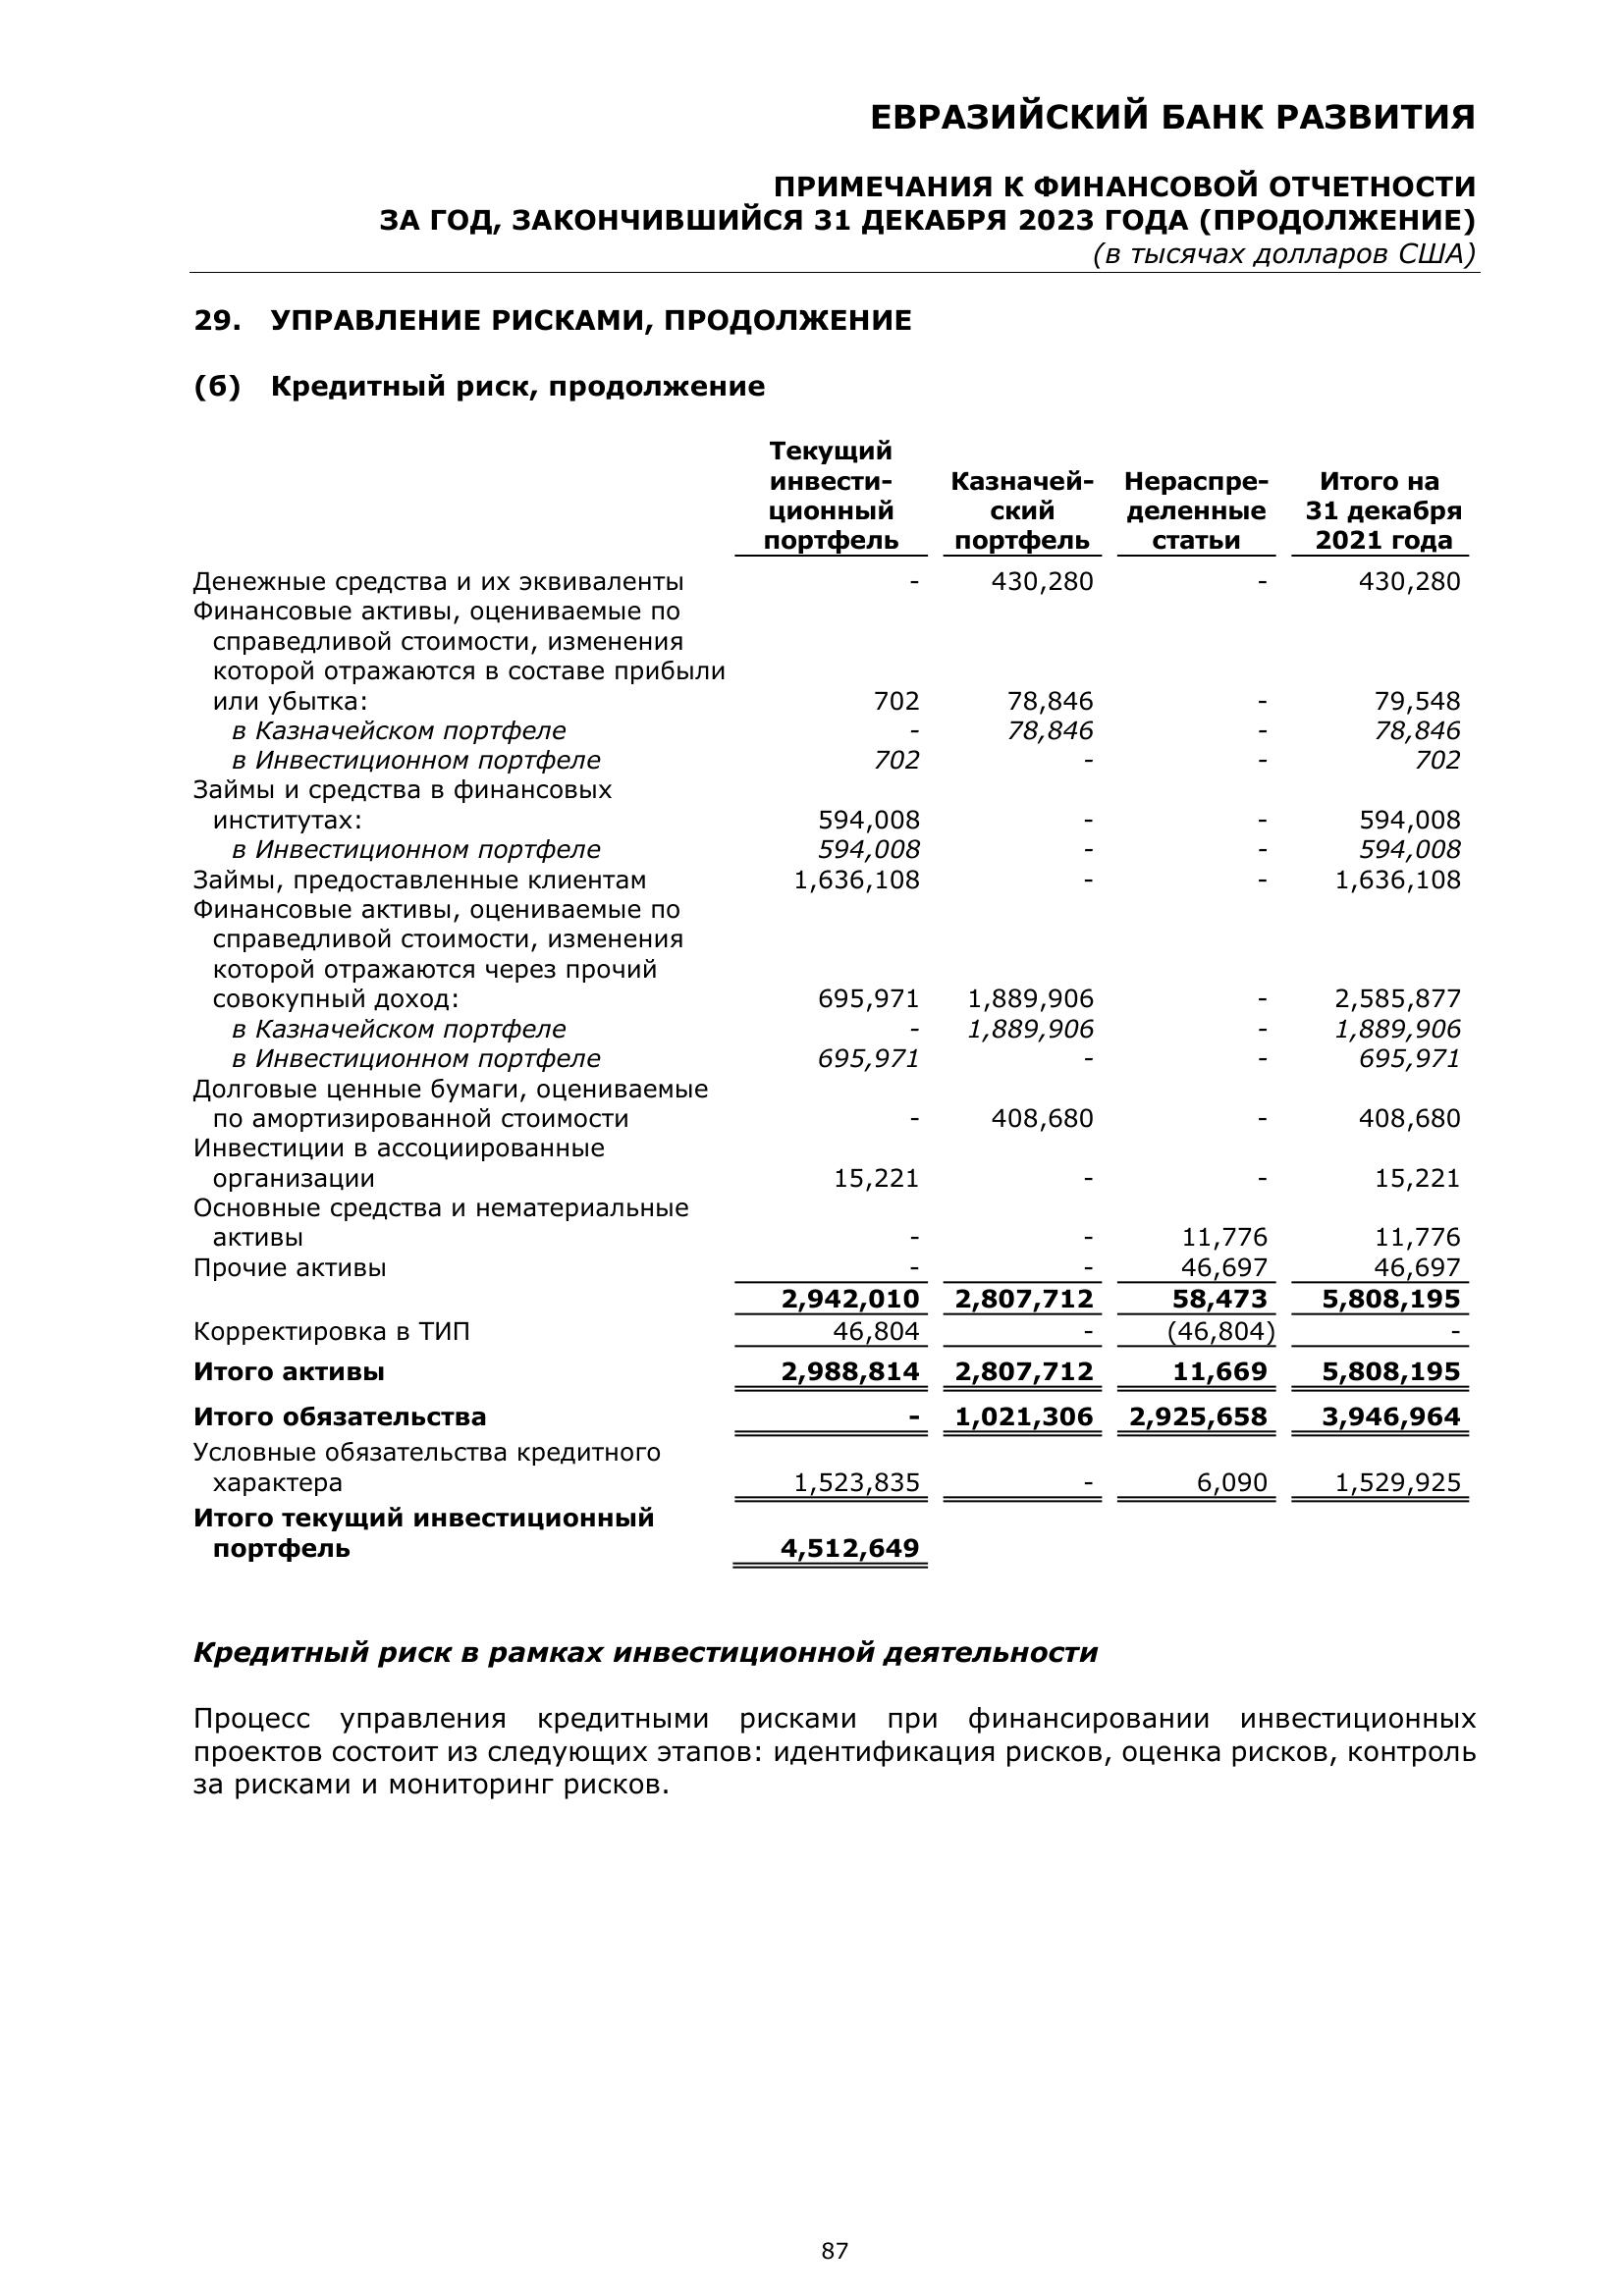 ЕВРАЗИЙСКИЙ БАНК РАЗВИТИЯ
ПРИМЕЧАНИЯ К ФИНАНСОВОЙ ОТЧЕТНОСТИ
ЗА ГОД, ЗАКОНЧИВШИЙСЯ 31 ДЕКАБРЯ 2023 ГОДА (ПРОДОЛЖЕНИЕ)
(в тысячах долларов США)
29. УПРАВЛЕНИЕ РИСКАМИ, ПРОДОЛЖЕНИЕ
(б) Кредитный риск, продолжение
Текущий
инвести- Казначей- Нераспре- Итого на
ционный ский деленные 31 декабря
портфель портфель статьи 2021 года
Денежные средства и их эквиваленты - 430,280 - 430,280
Финансовые активы, оцениваемые по
справедливой стоимости, изменения
которой отражаются в составе прибыли
или убытка: 702 78,846 - 79,548
в Казначейском портфеле - 78,846 - 78,846
в Инвестиционном портфеле 702 - - 702
Займы и средства в финансовых
институтах: 594,008 - - 594,008
в Инвестиционном портфеле 594,008 - - 594,008
Займы, предоставленные клиентам 1,636,108 - - 1,636,108
Финансовые активы, оцениваемые по
справедливой стоимости, изменения
которой отражаются через прочий
совокупный доход: 695,971 1,889,906 - 2,585,877
в Казначейском портфеле - 1,889,906 - 1,889,906
в Инвестиционном портфеле 695,971 - - 695,971
Долговые ценные бумаги, оцениваемые
по амортизированной стоимости - 408,680 - 408,680
Инвестиции в ассоциированные
организации 15,221 - - 15,221
Основные средства и нематериальные
активы - - 11,776 11,776
Прочие активы - - 46,697 46,697
2,942,010 2,807,712 58,473 5,808,195
Корректировка в ТИП 46,804 - (46,804) -
Итого активы 2,988,814 2,807,712 11,669 5,808,195
Итого обязательства - 1,021,306 2,925,658 3,946,964
Условные обязательства кредитного
характера 1,523,835 - 6,090 1,529,925
Итого текущий инвестиционный
портфель 4,512,649
Кредитный риск в рамках инвестиционной деятельности
Процесс управления кредитными рисками при финансировании инвестиционных
проектов состоит из следующих этапов: идентификация рисков, оценка рисков, контроль
за рисками и мониторинг рисков.
87